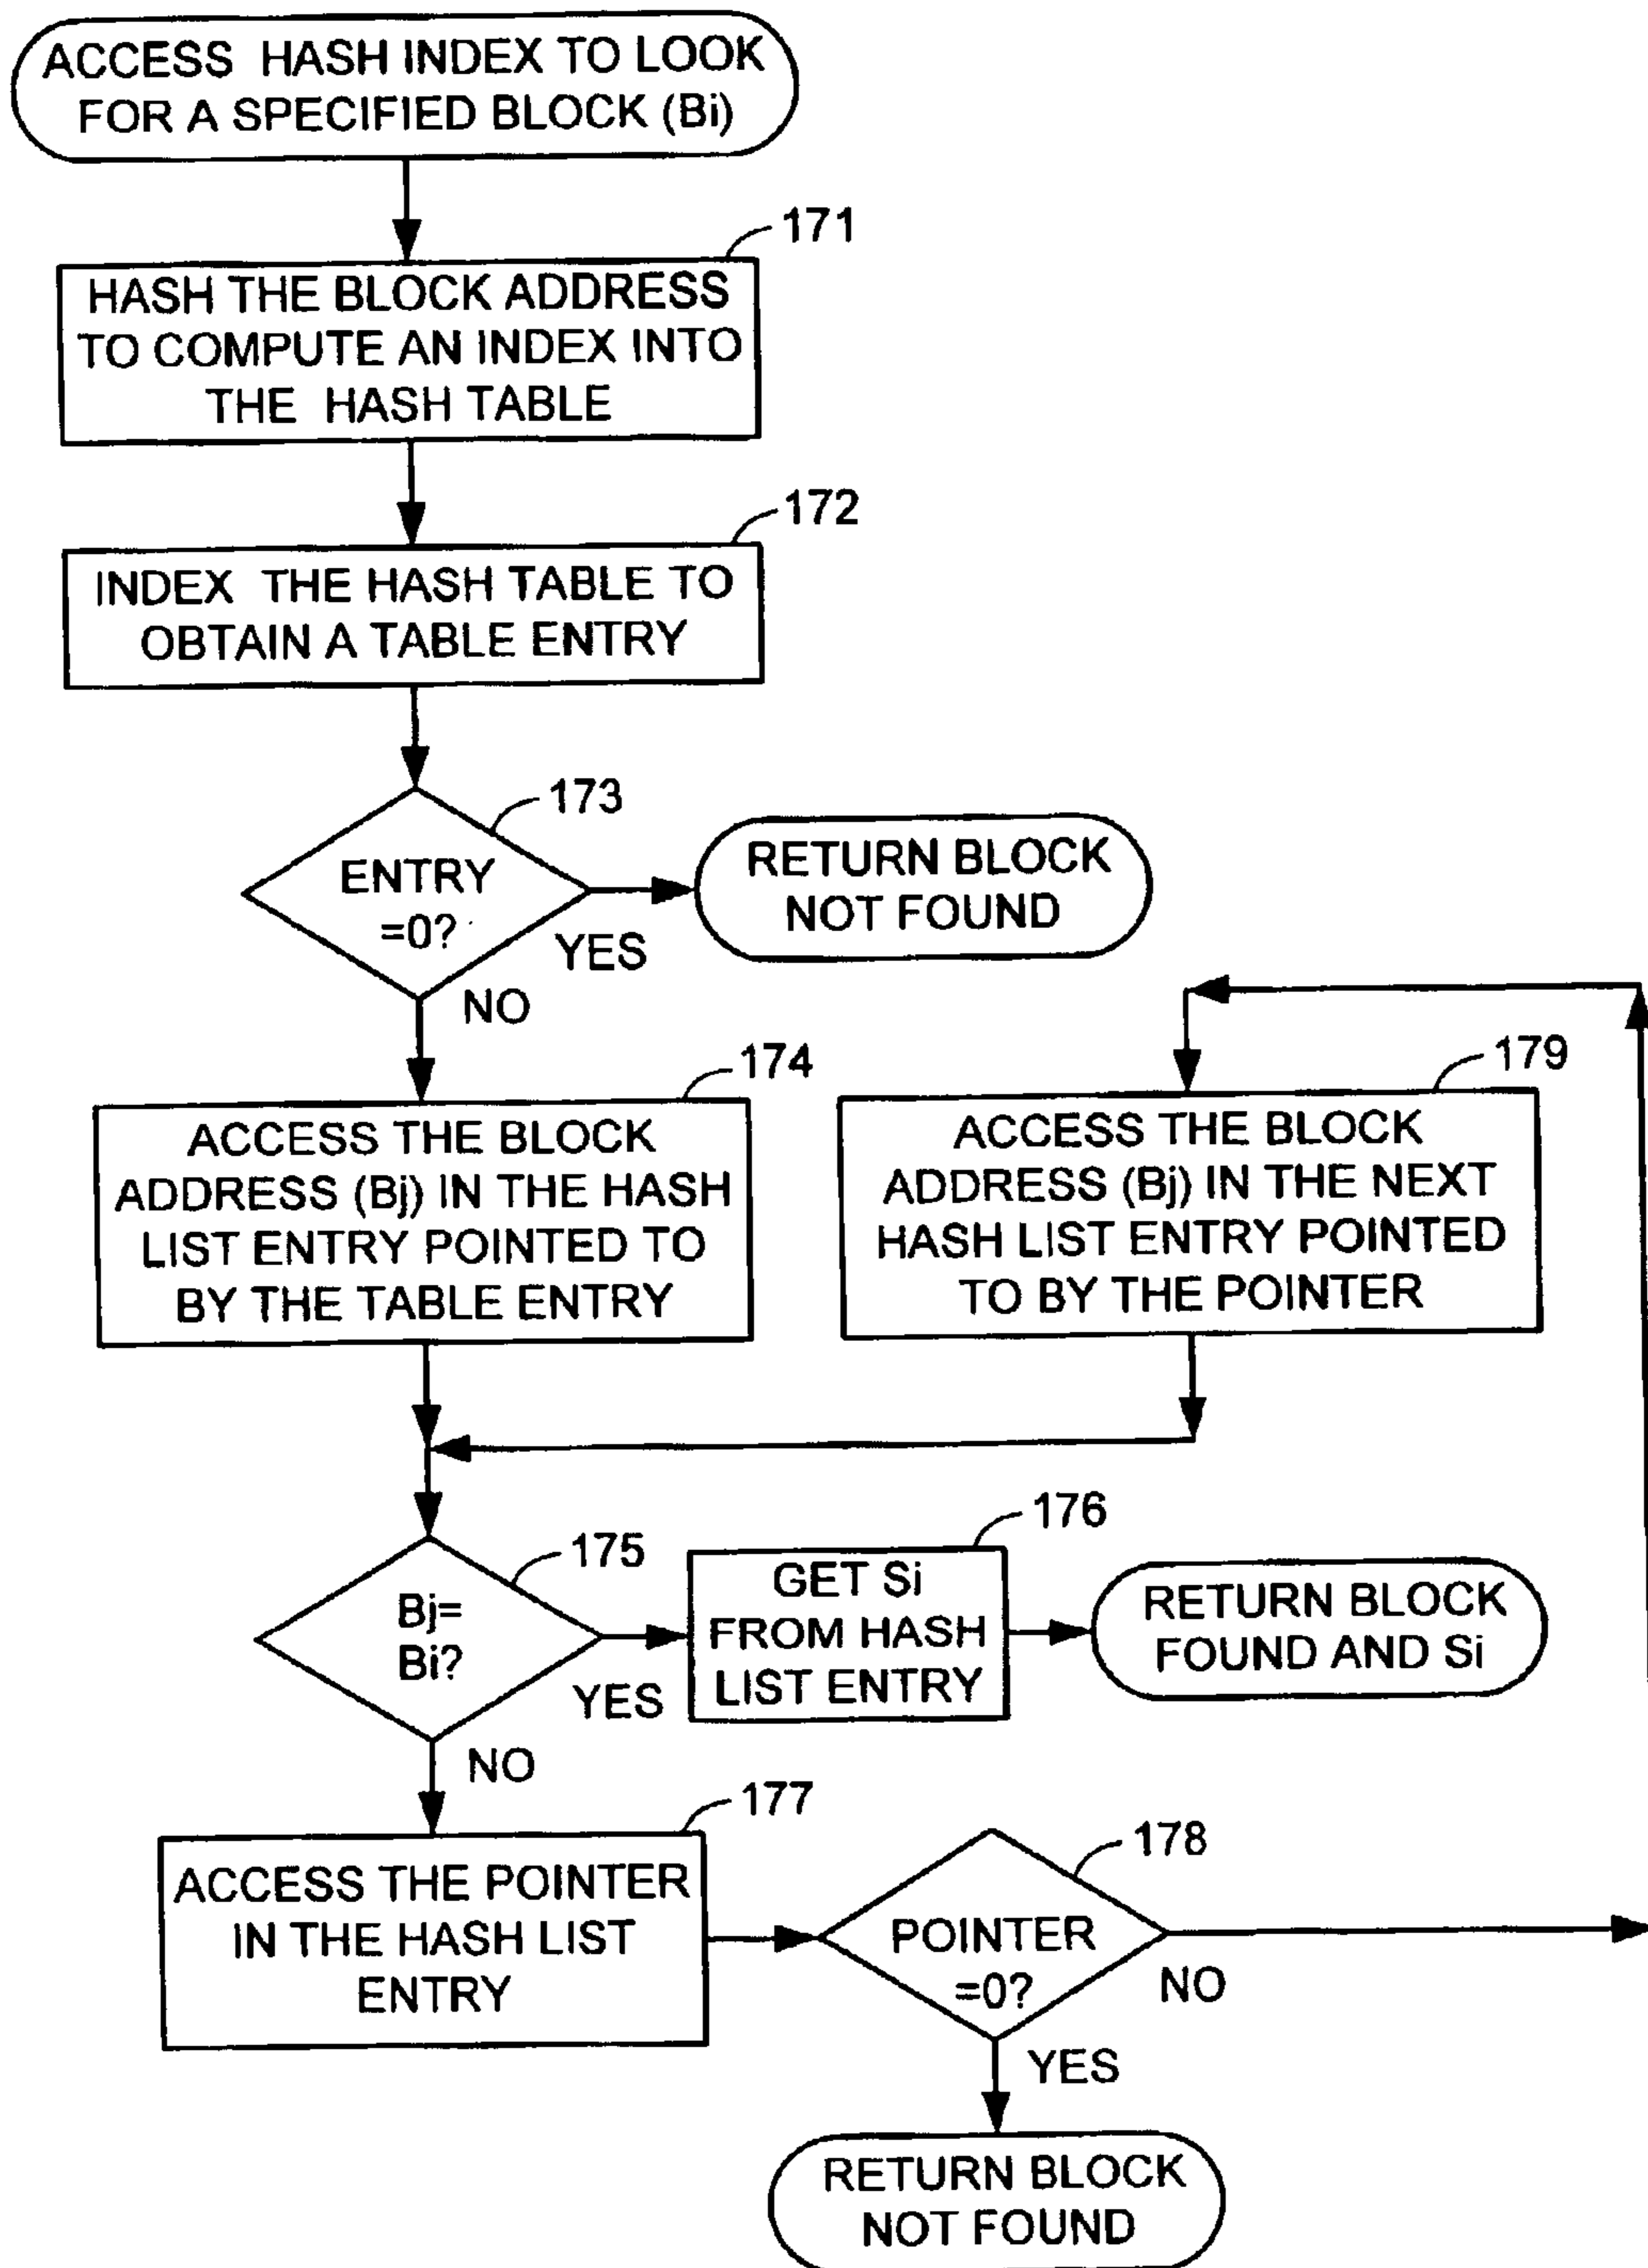 ACCESS HASH INDEX TO LOOK
FOR A SPECIFIED BLOCK (Bi)
171
HASH THE BLOCK ADDRESS
TO COMPUTE AN INDEX INTO
THE HASH TABLE
172
INDEX THE HASH TABLE TO
OBTAIN A TABLE ENTRY
173
ENTRY
=0?
YES
NO
RETURN BLOCK
NOT FOUND
174
ACCESS THE BLOCK
ADDRESS (Bj) IN THE HASH
LIST ENTRY POINTED TO
BY THE TABLE ENTRY
179
ACCESS THE BLOCK
ADDRESS (Bj) IN THE NEXT
HASH LIST ENTRY POINTED
TO BY THE POINTER
175
Bj=
Bi?
YES
NO
176
GET Si
FROM HASH
LIST ENTRY
RETURN BLOCK
FOUND AND Si
177
ACCESS THE POINTER
IN THE HASH LIST
ENTRY
178
POINTER
=0?
NO
YES
RETURN BLOCK
NOT FOUND